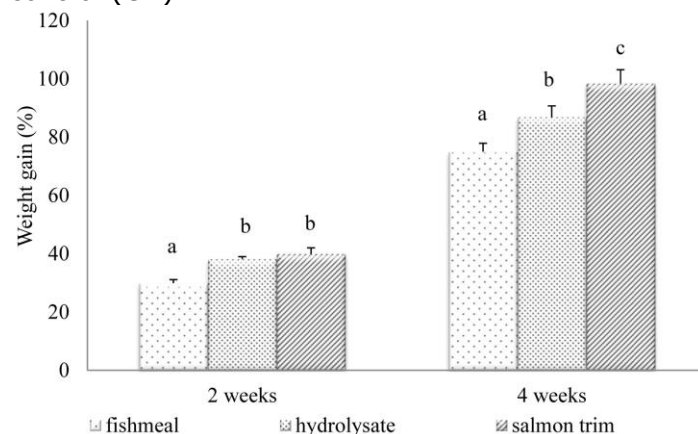 120
100
80
60
40
20
0
Weight gain (%)
a
b
b
a
b
c
2 weeks
4 weeks
fishmeal
hydrolysate
salmon trim